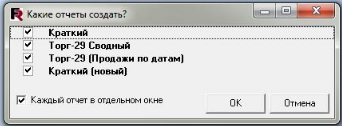 Какие отчеты создать?
Краткий
Торг-29 Сводный
Торг-29 (Продажи по датам)
Краткий (новый)
Каждый отчет в отдельном окне
OK
Отмена